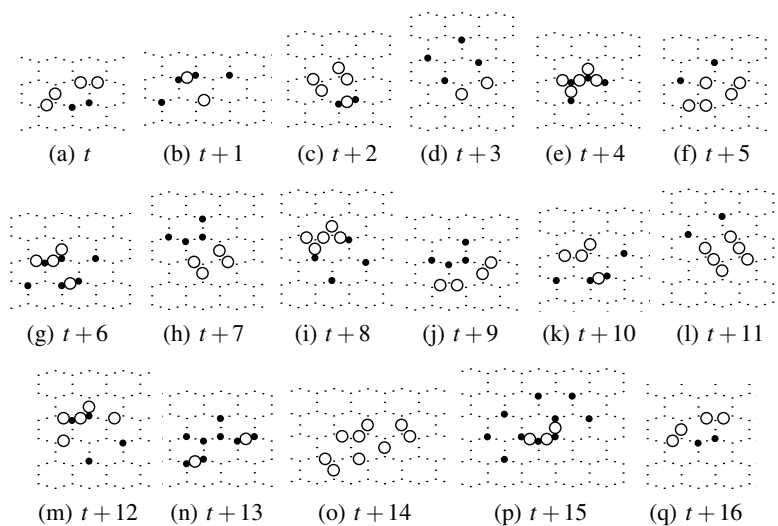 (a) t (b) t + 1 (c) t + 2 (d) t + 3 (e) t + 4 (f) t + 5
(g) t + 6 (h) t + 7 (i) t + 8 (j) t + 9 (k) t + 10 (l) t + 11
(m) t + 12 (n) t + 13 (o) t + 14 (p) t + 15 (q) t + 16